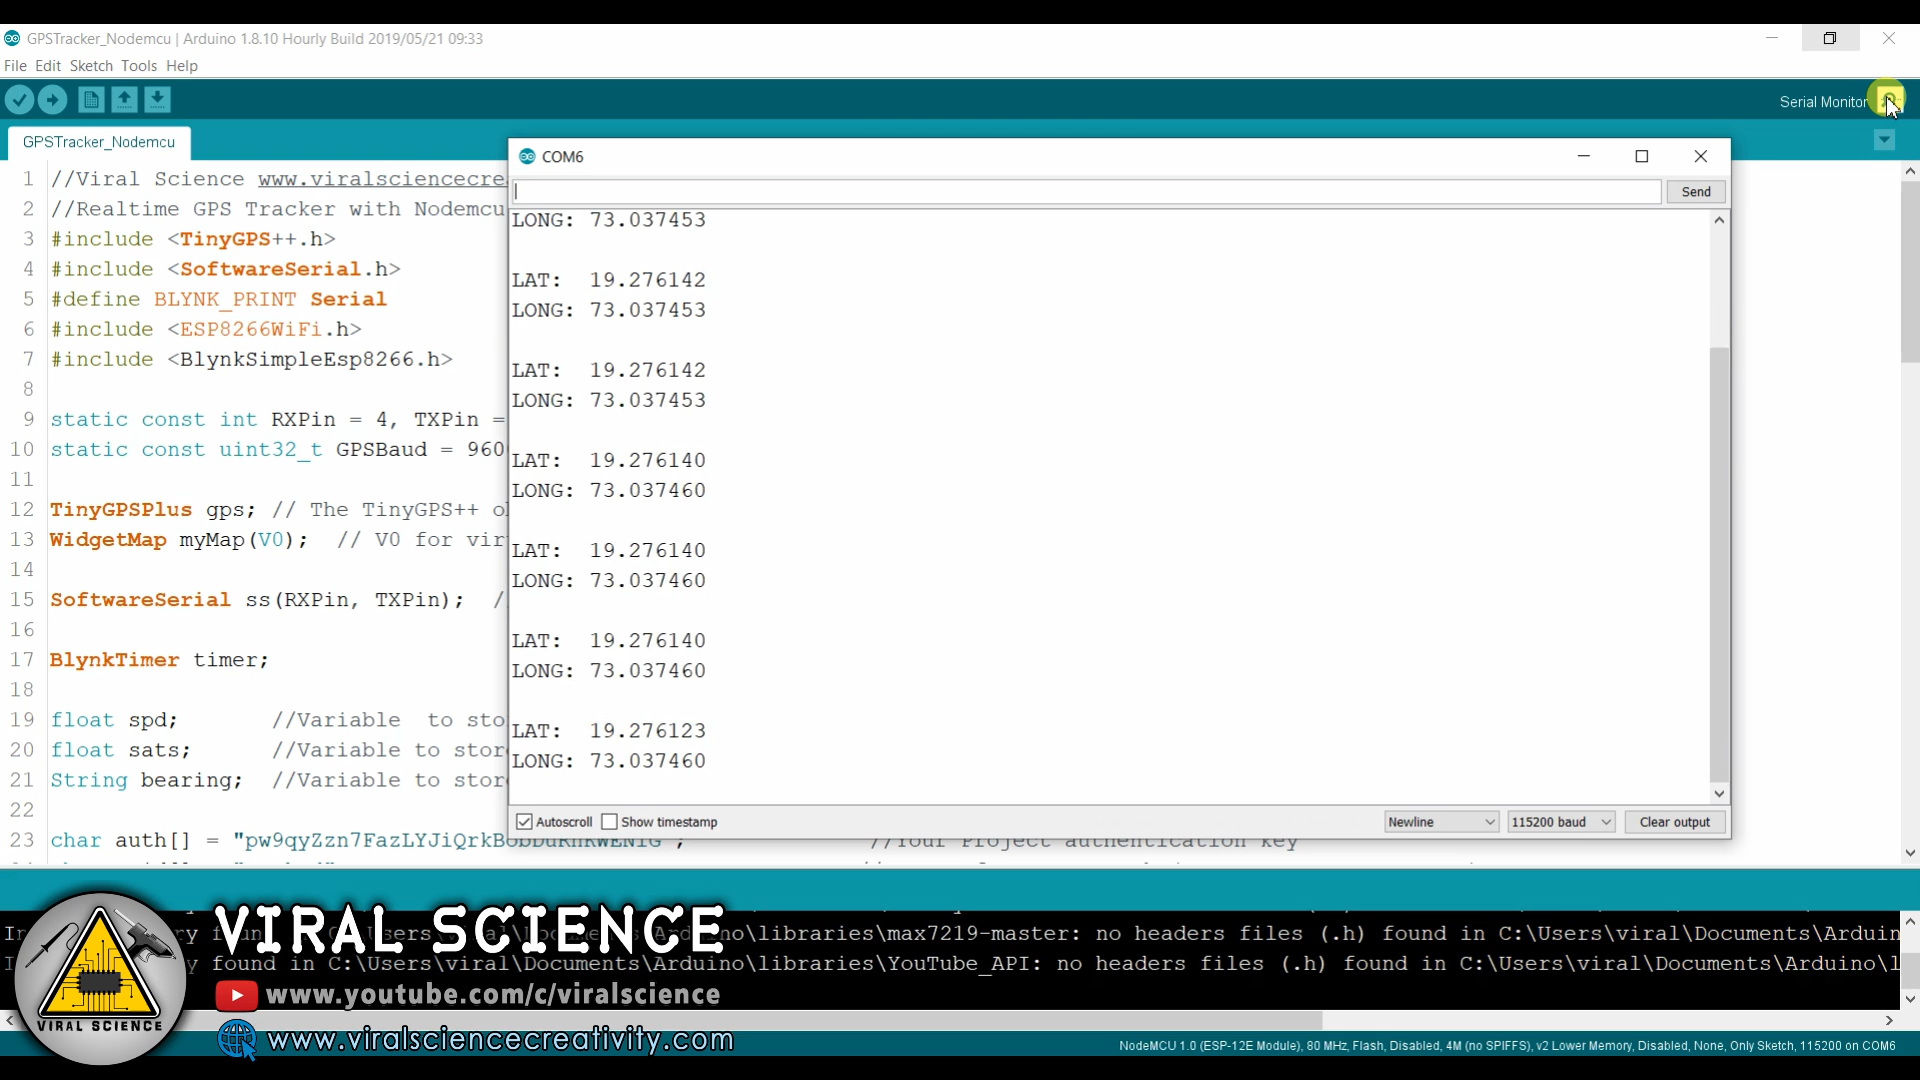 GPSTracker_Nodemcu | Arduino 1.8.10 Hourly Build 2019/05/21 09:33
File Edit Sketch Tools Help
Serial Monitor
GPSTracker_Nodemcu
1 //Viral Science www.viralsciencecre
2 //Realtime GPS Tracker with Nodemcu
3 #include <TinyGPS++.h>
4 #include <SoftwareSerial.h>
5 #define BLYNK_PRINT Serial
6 #include <ESP8266WiFi.h>
7 #include <BlynkSimpleEsp8266.h>
8
9 static const int RXPin = 4, TXPin =
10 static const uint32_t GPSBaud = 960
11
12 TinyGPSPlus gps; // The TinyGPS++ o
13 WidgetMap myMap(V0); // V0 for vir
14
15 SoftwareSerial ss(RXPin, TXPin); //
16
17 BlynkTimer timer;
18
19 float spd; //Variable to sto
20 float sats; //Variable to stor
21 String bearing; //Variable to stor
22
23 char auth[] = "pw9qyZzn7FazLYJiQrkBobDuRhRWENiG"; //Your Project authentication key
COM6
Send
LONG: 73.037453
LAT: 19.276142
LONG: 73.037453
LAT: 19.276142
LONG: 73.037453
LAT: 19.276140
LONG: 73.037460
LAT: 19.276140
LONG: 73.037460
LAT: 19.276140
LONG: 73.037460
LAT: 19.276123
LONG: 73.037460
Autoscroll Show timestamp Newline 115200 baud Clear output
VIRAL SCIENCE
no\libraries\max7219-master: no headers files (.h) found in C:\Users\viral\Documents\Arduin
found in C:\Users\viral\Documents\Arduino\libraries\YouTube_API: no headers files (.h) found in C:\Users\viral\Documents\Arduino\l
www.youtube.com/c/viralscience
VIRAL SCIENCE
www.viralsciencecreativity.com
NodeMCU 1.0 (ESP-12E Module), 80 MHz, Flash, Disabled, 4M (no SPIFFS), v2 Lower Memory, Disabled, None, Only Sketch, 115200 on COM6